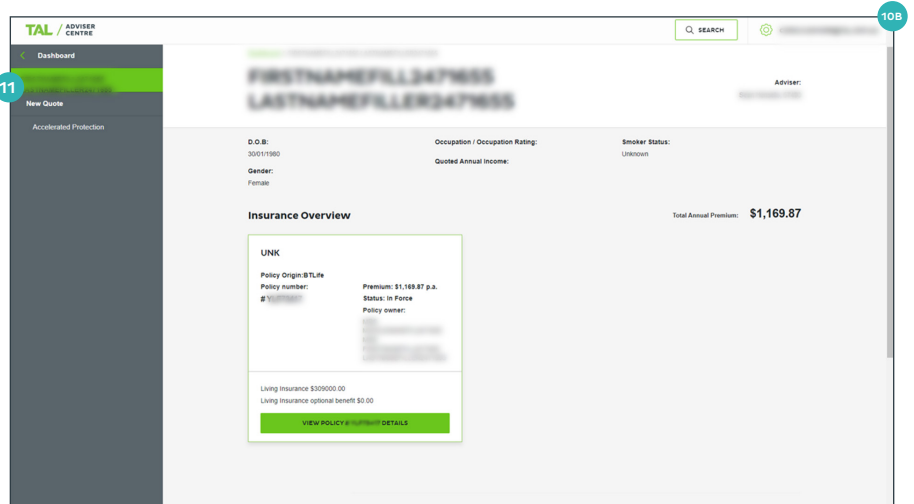 10B
TAL / ADVISER CENTRE
SEARCH
Dashboard
11
FIRSTNAMEFILL2471655
LASTNAMEFILLER2471655
Adviser:
New Quote
Accelerated Protection
D.O.B:
30/01/1980
Gender:
Female
Occupation / Occupation Rating:
Quoted Annual Income:
Smoker Status:
Unknown
Insurance Overview
Total Annual Premium: $1,169.87
UNK
Policy Origin:BTLife
Policy number:
#
Premium: $1,169.87 p.a.
Status: In Force
Policy owner:
Living Insurance $309000.00
Living Insurance optional benefit $0.00
VIEW POLICY # DETAILS